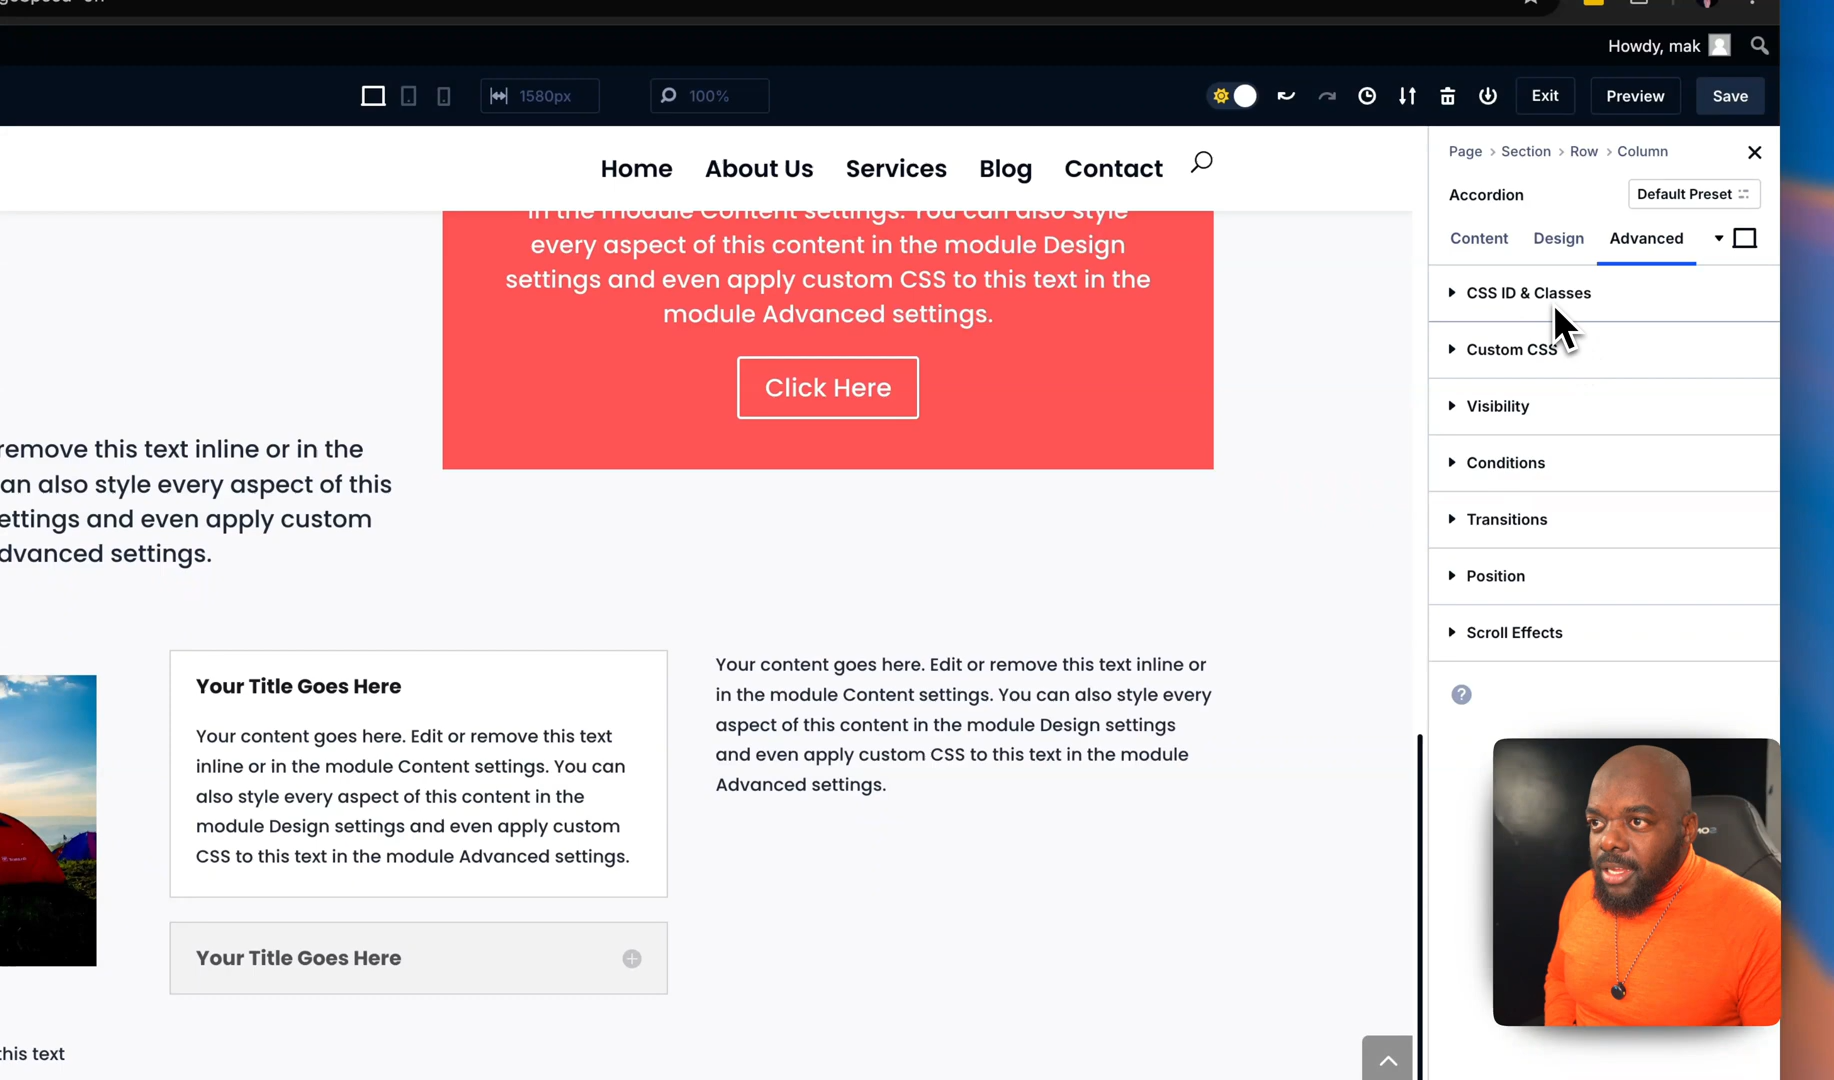 Howdy, mak
1580px
100%
Exit
Preview
Save
Home
About Us
Services
Blog
Contact
Page > Section > Row > Column
Accordion
Default Preset
Content
Design
Advanced
CSS ID & Classes
Custom CSS
Visibility
Conditions
Transitions
Position
Scroll Effects
?
in the module Content settings. You can also style
every aspect of this content in the module Design
settings and even apply custom CSS to this text in the
module Advanced settings.
Click Here
remove this text inline or in the
an also style every aspect of this
ettings and even apply custom
dvanced settings.
Your Title Goes Here
Your content goes here. Edit or remove this text
inline or in the module Content settings. You can
also style every aspect of this content in the
module Design settings and even apply custom
CSS to this text in the module Advanced settings.
Your Title Goes Here
Your content goes here. Edit or remove this text inline or
in the module Content settings. You can also style every
aspect of this content in the module Design settings
and even apply custom CSS to this text in the module
Advanced settings.
this text